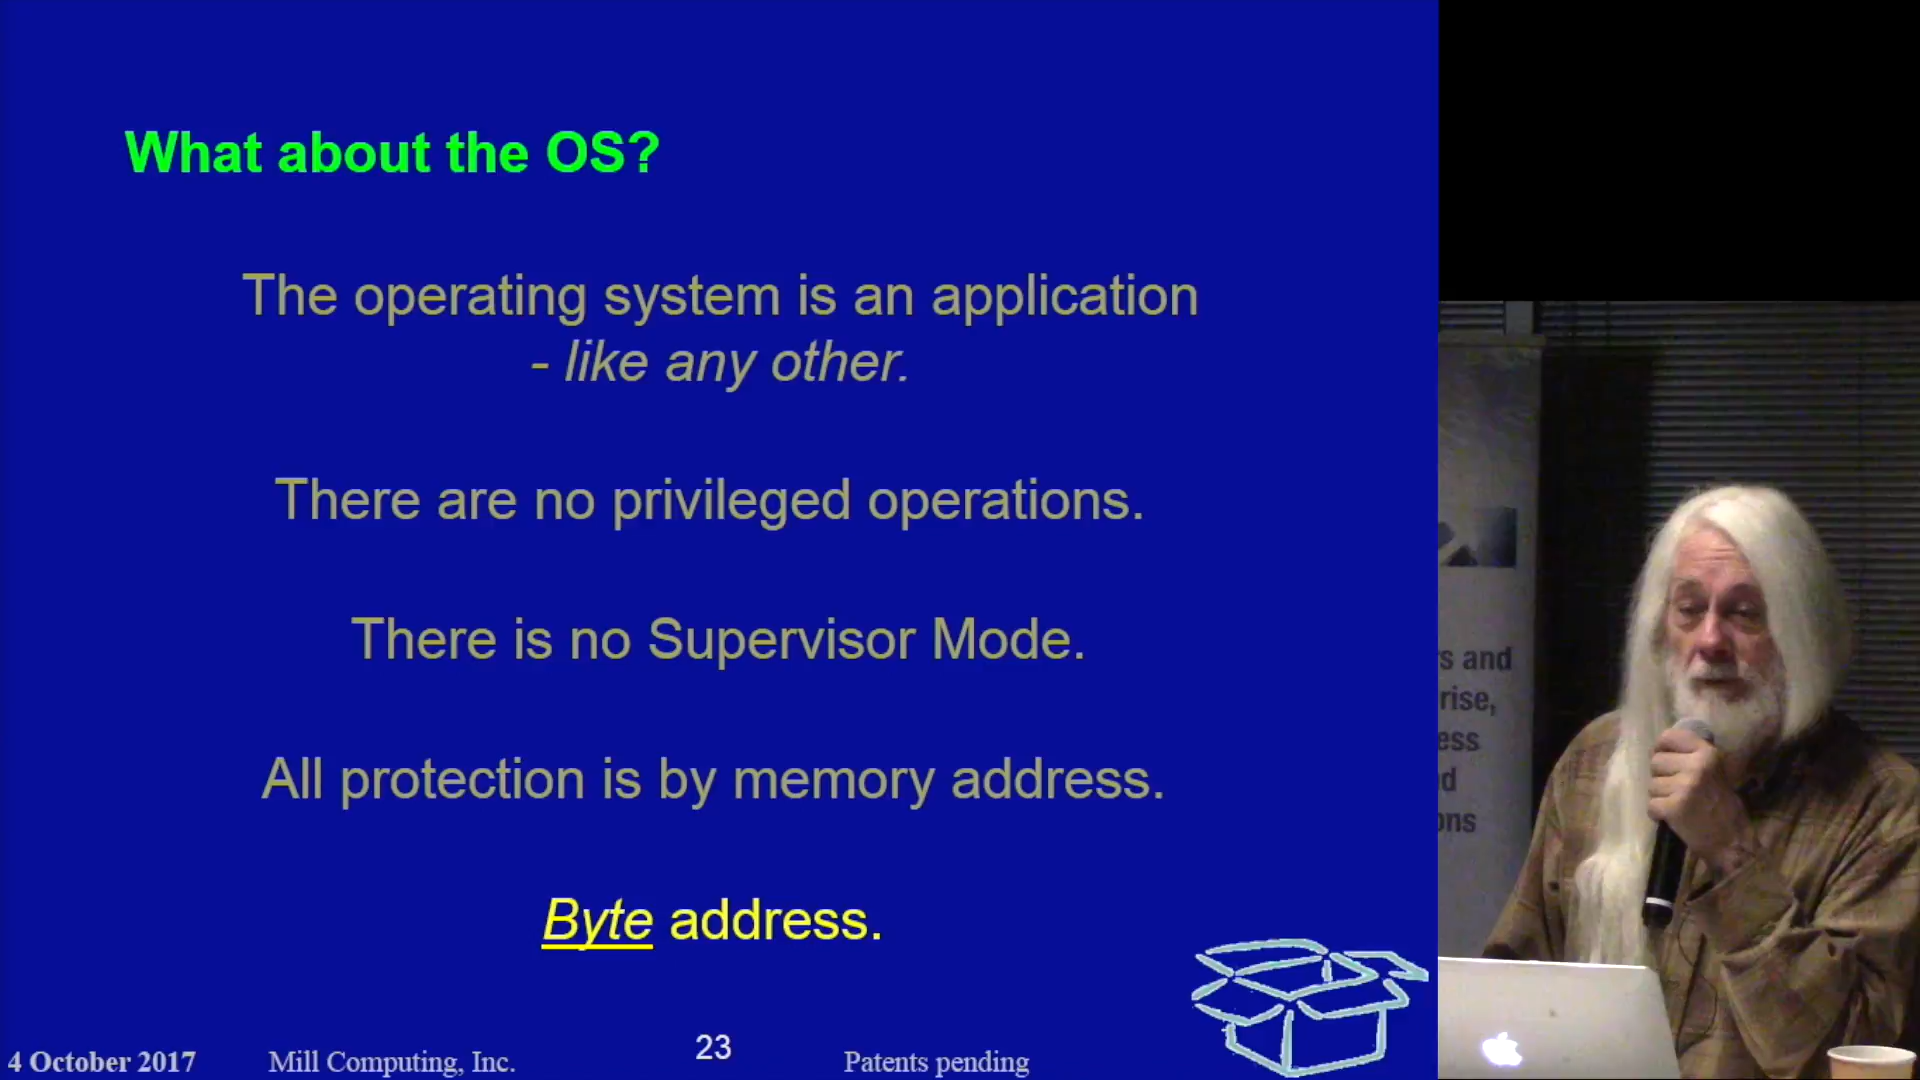 What about the OS?
The operating system is an application
- like any other.
There are no privileged operations.
There is no Supervisor Mode.
All protection is by memory address.
Byte address.
4 October 2017
Mill Computing, Inc.
23
Patents pending
s and
rise,
ess
d
ons